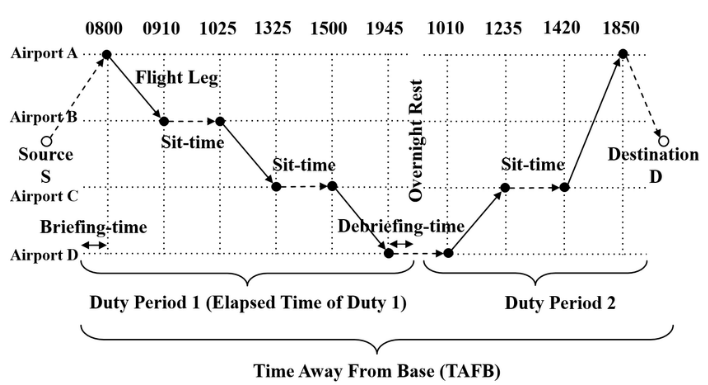 0800 0910 1025 1325 1500 1945 1010 1235 1420 1850
Airport A
Flight Leg
Overnight Rest
Airport B
Sit-time
Source
S
Sit-time
Sit-time
Destination
D
Airport C
Briefing-time
Debriefing-time
Airport D
Duty Period 1 (Elapsed Time of Duty 1)
Duty Period 2
Time Away From Base (TAFB)